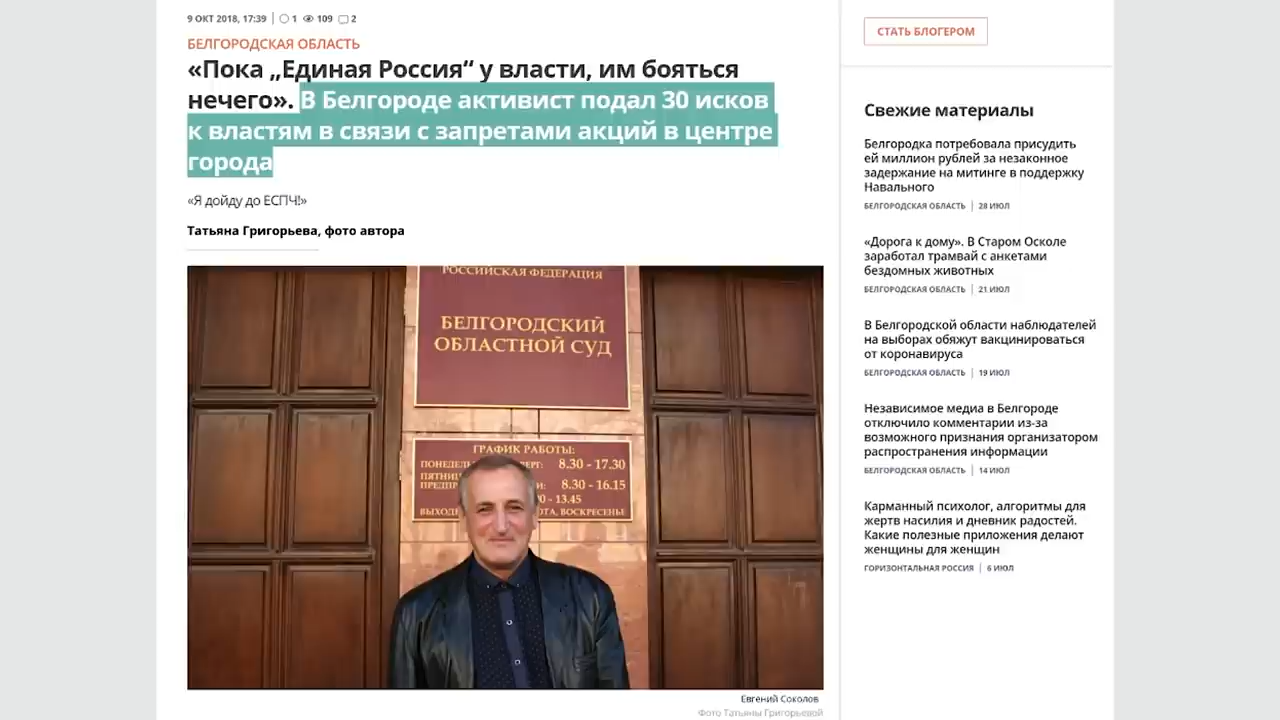 9 ОКТ 2018, 17:39 1 109 2
БЕЛГОРОДСКАЯ ОБЛАСТЬ
«Пока „Единая Россия“ у власти, им бояться
нечего». В Белгороде активист подал 30 исков
к властям в связи с запретами акций в центре
города
«Я дойду до ЕСПЧ!»
Татьяна Григорьева, фото автора
РОССИЙСКАЯ ФЕДЕРАЦИЯ
БЕЛГОРОДСКИЙ
ОБЛАСТНОЙ СУД
ГРАФИК РАБОТЫ:
8.30 - 17.30
8.30 - 16.15
13.45
ВОСКРЕСЕНЬЕ
Евгений Соколов
Фото Татьяны Григорьевой
СТАТЬ БЛОГЕРОМ
Свежие материалы
Белгородка потребовала присудить
ей миллион рублей за незаконное
задержание на митинге в поддержку
Навального
БЕЛГОРОДСКАЯ ОБЛАСТЬ | 28 ИЮЛ
«Дорога к дому». В Старом Осколе
заработал трамвай с анкетами
бездомных животных
БЕЛГОРОДСКАЯ ОБЛАСТЬ | 21 ИЮЛ
В Белгородской области наблюдателей
на выборах обяжут вакцинироваться
от коронавируса
БЕЛГОРОДСКАЯ ОБЛАСТЬ | 19 ИЮЛ
Независимое медиа в Белгороде
отключило комментарии из-за
возможного признания организатором
распространения информации
БЕЛГОРОДСКАЯ ОБЛАСТЬ | 14 ИЮЛ
Карманный психолог, алгоритмы для
жертв насилия и дневник радостей.
Какие полезные приложения делают
женщины для женщин
ГОРИЗОНТАЛЬНАЯ РОССИЯ | 6 ИЮЛ